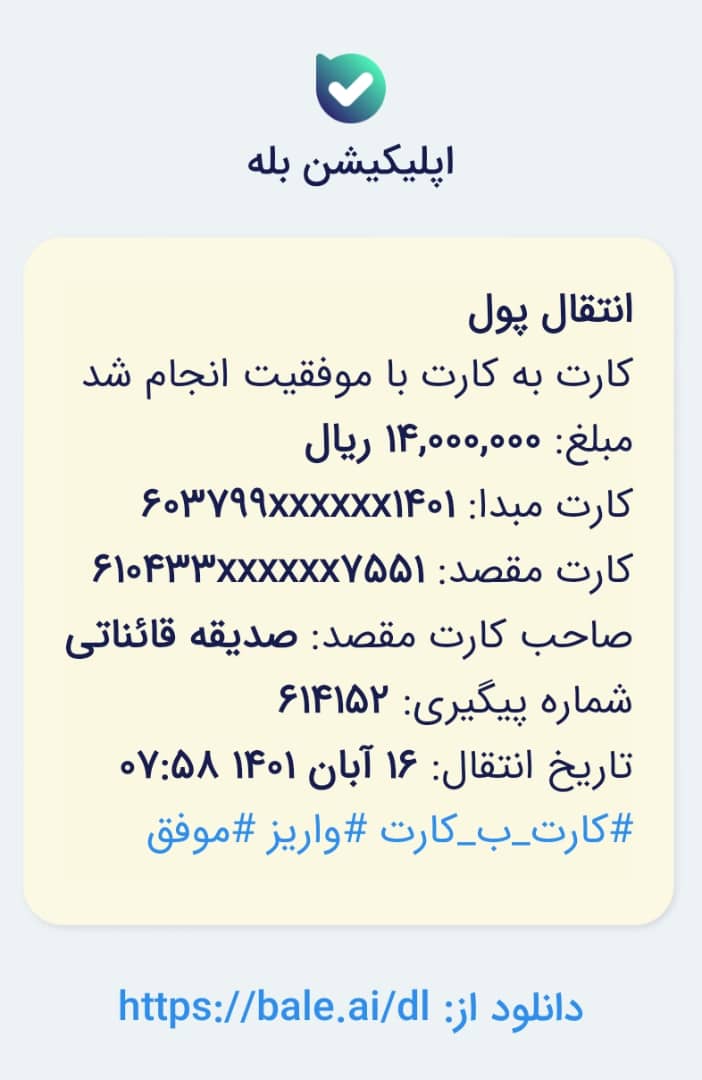 اپلیکیشن بله
انتقال پول
کارت به کارت با موفقیت انجام شد
مبلغ: ۱۴,۰۰۰,۰۰۰ ریال
کارت مبدا: ۶۰۳۷۹۹xxxxxx۱۴۰۱
کارت مقصد: ۶۱۰۴۳۳xxxxxx۷۵۵۱
صاحب کارت مقصد: صدیقه قائناتی
شماره پیگیری: ۶۱۴۱۵۲
تاریخ انتقال: ۱۶ آبان ۱۴۰۱ ۰۷:۵۸
#کارت_ب_کارت #واریز #موفق
دانلود از: https://bale.ai/dl